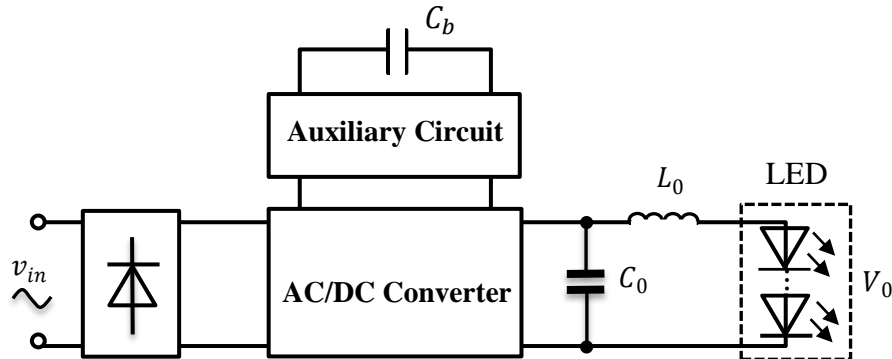 C_b
Auxiliary Circuit
L_0
LED
v_in
AC/DC Converter
C_0
V_0